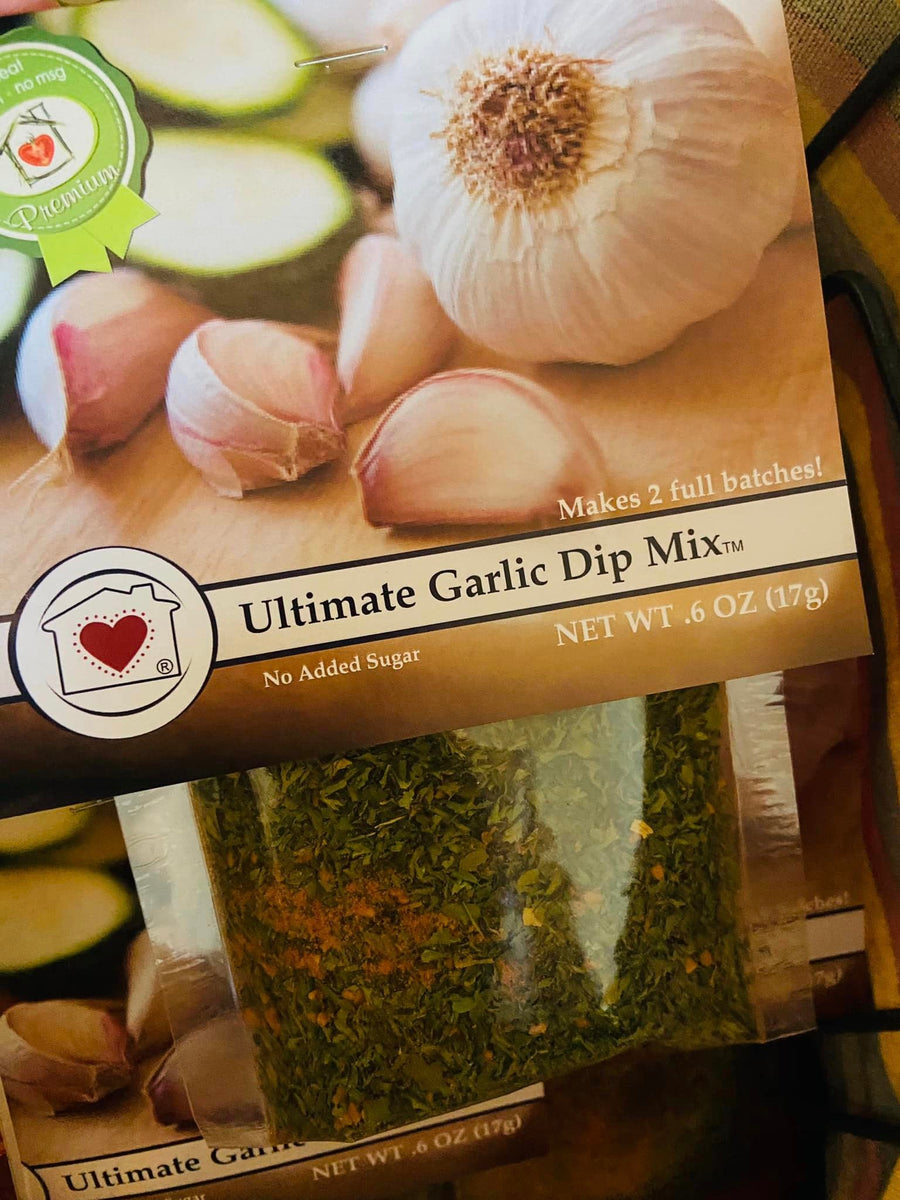 no msg
Premium
Makes 2 full batches!
Ultimate Garlic Dip Mix™
NET WT .6 OZ (17g)
No Added Sugar
®
Ultimate
NET WT .6 OZ (17g)